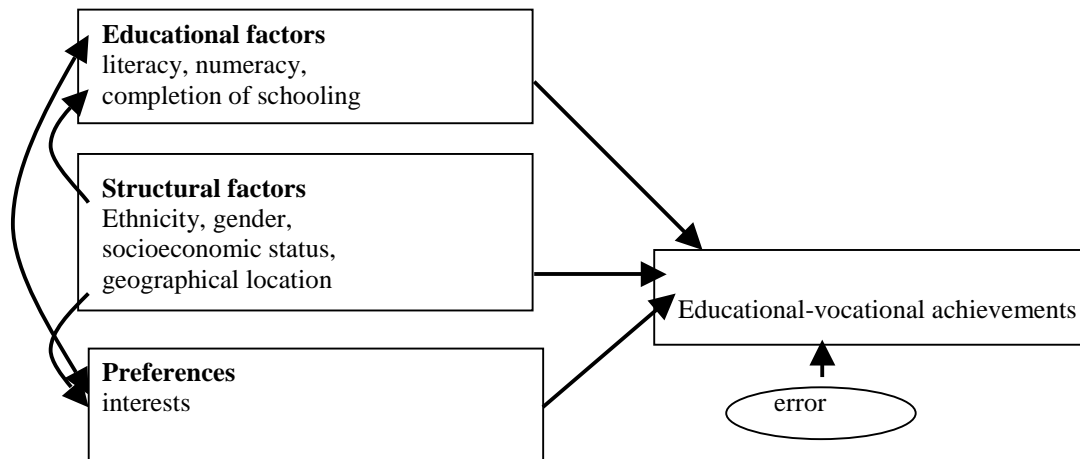 Educational factors
literacy, numeracy,
completion of schooling
Structural factors
Ethnicity, gender,
socioeconomic status,
geographical location
Educational-vocational achievements
Preferences
interests
error